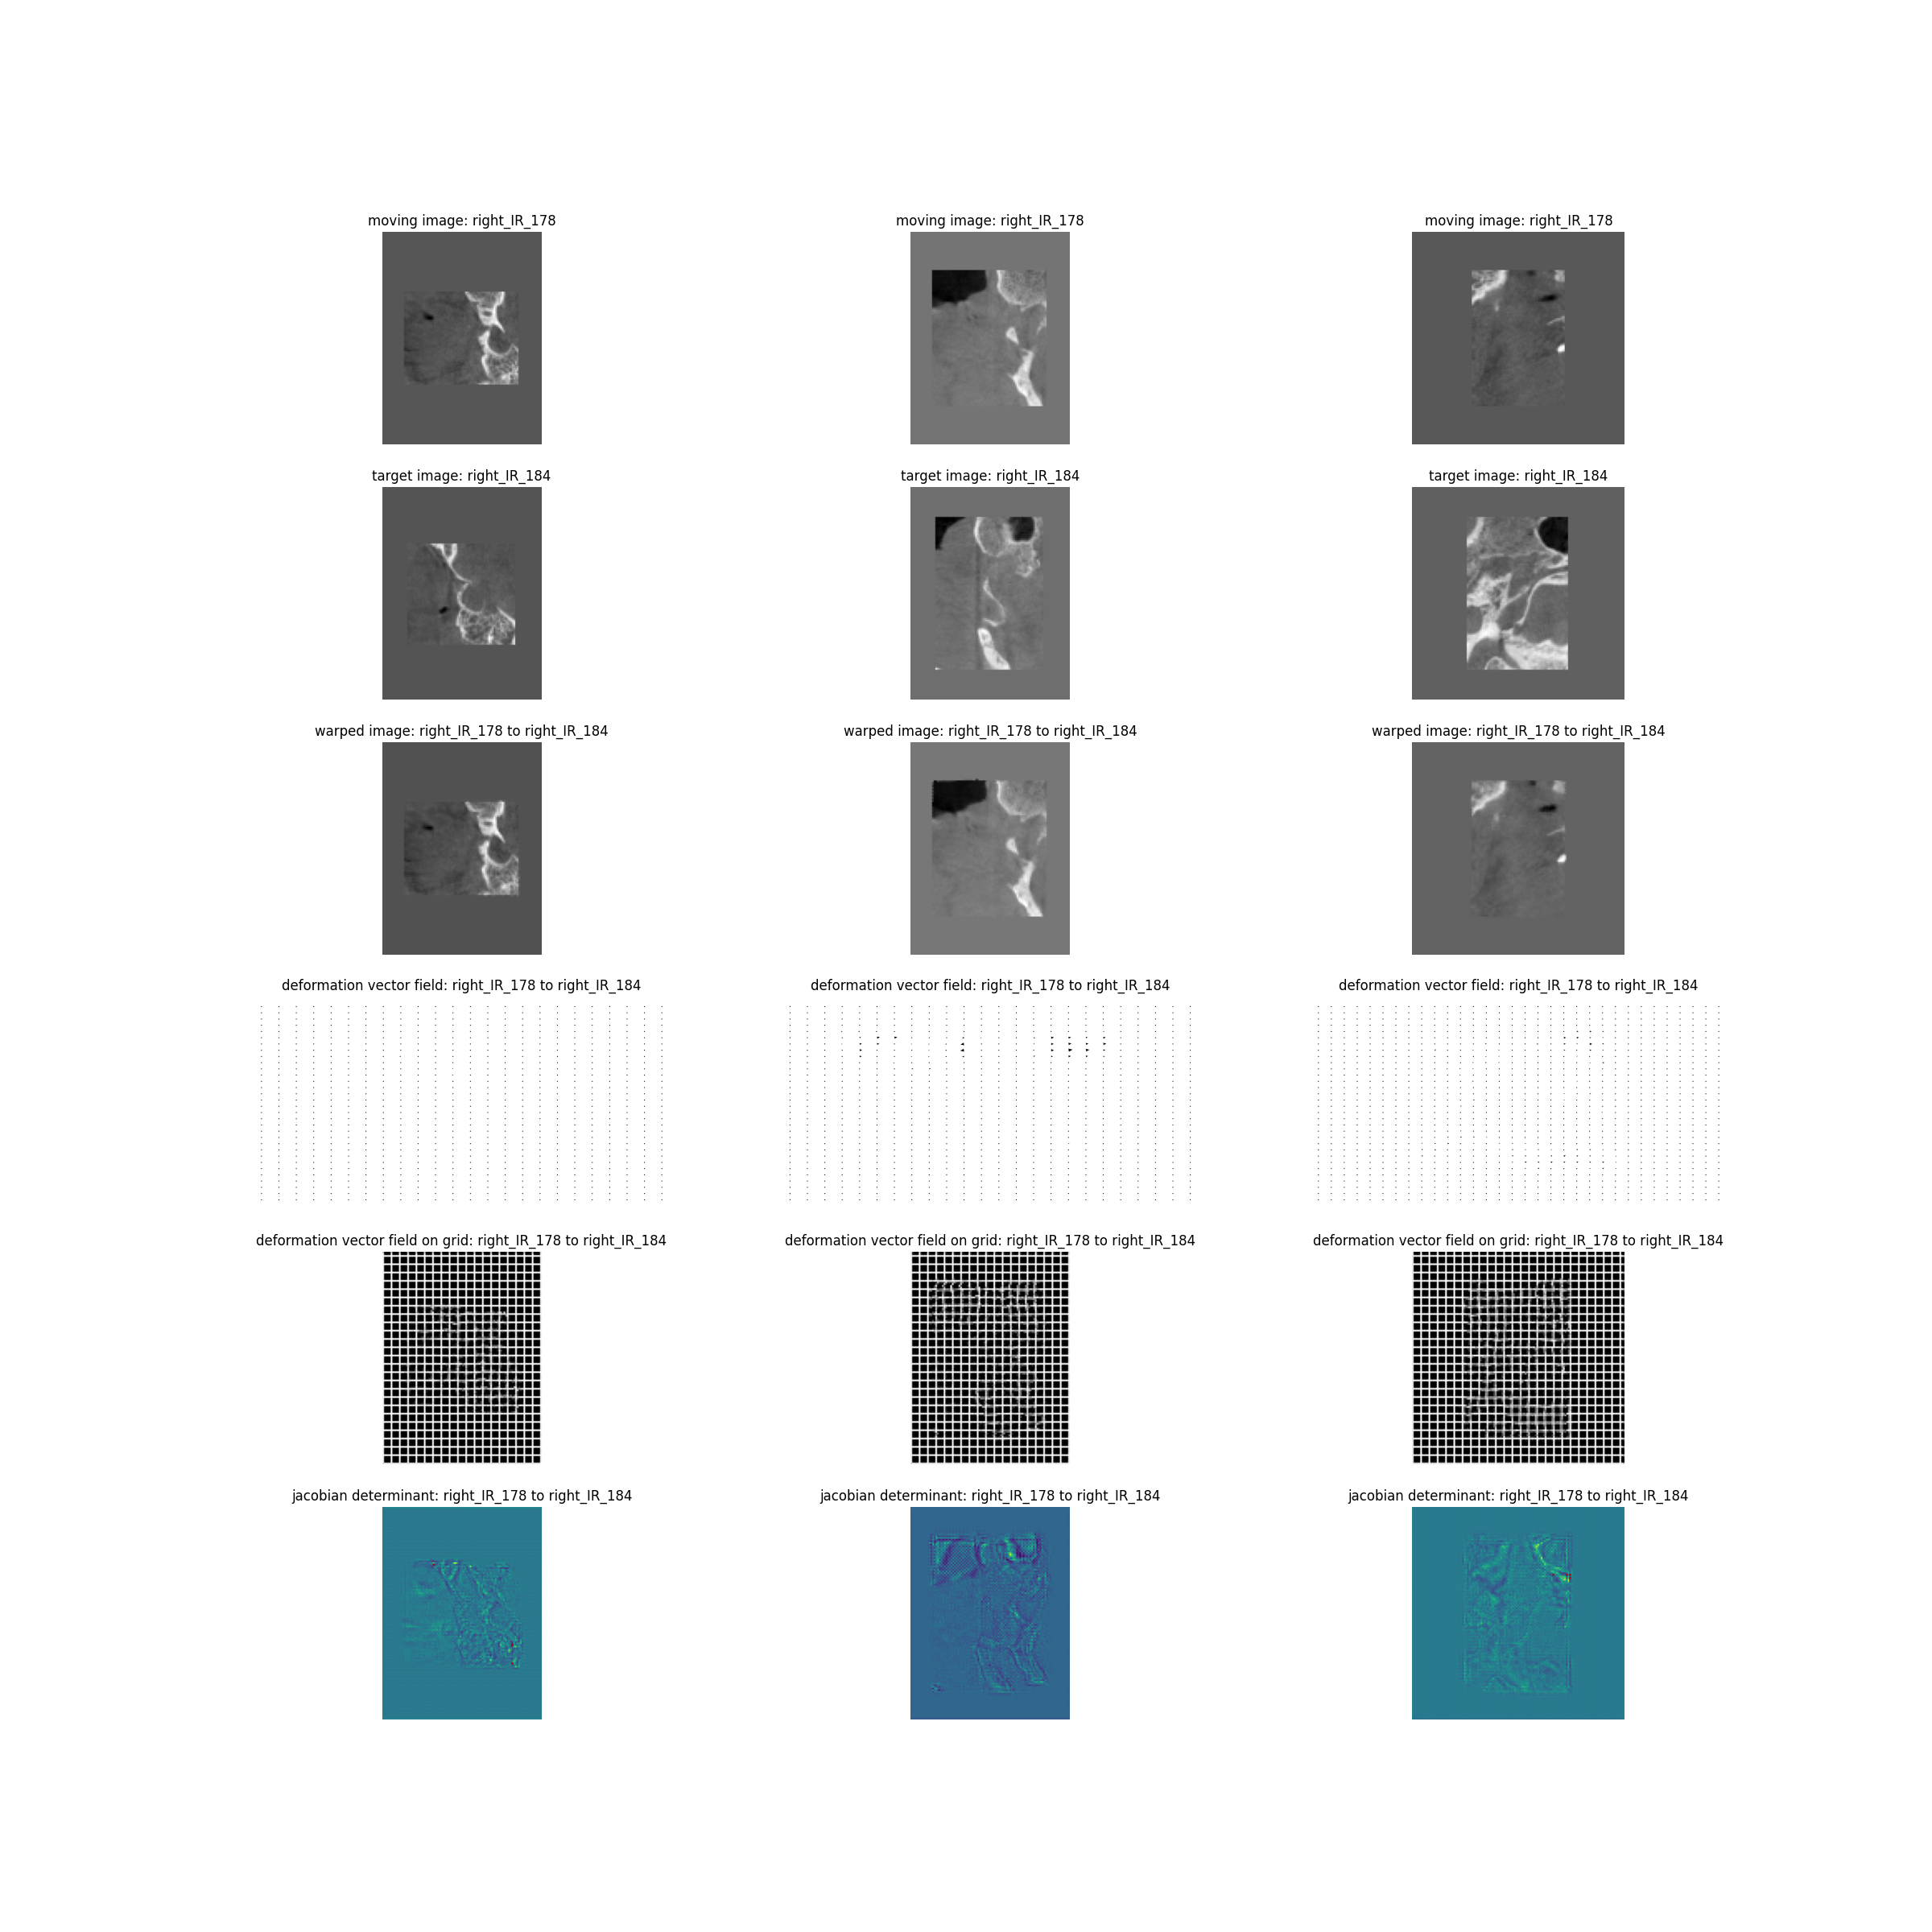 moving image: right_IR_178 moving image: right_IR_178 moving image: right_IR_178
target image: right_IR_184 target image: right_IR_184 target image: right_IR_184
warped image: right_IR_178 to right_IR_184 warped image: right_IR_178 to right_IR_184 warped image: right_IR_178 to right_IR_184
deformation vector field: right_IR_178 to right_IR_184 deformation vector field: right_IR_178 to right_IR_184 deformation vector field: right_IR_178 to right_IR_184
deformation vector field on grid: right_IR_178 to right_IR_184 deformation vector field on grid: right_IR_178 to right_IR_184 deformation vector field on grid: right_IR_178 to right_IR_184
jacobian determinant: right_IR_178 to right_IR_184 jacobian determinant: right_IR_178 to right_IR_184 jacobian determinant: right_IR_178 to right_IR_184